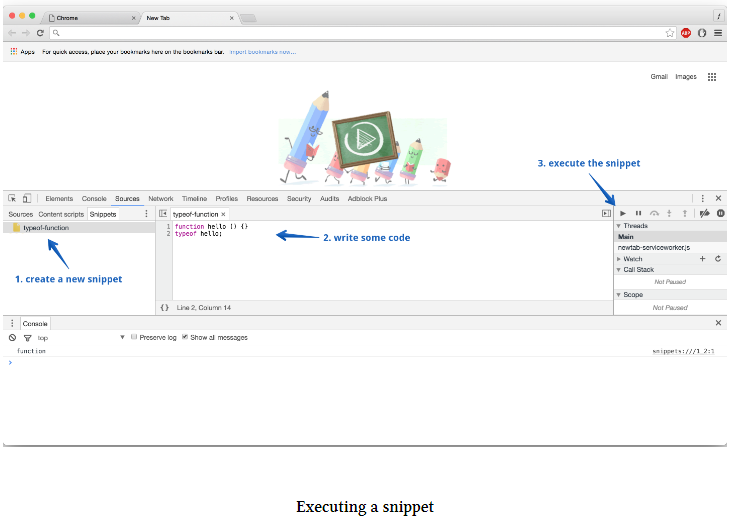 Chrome
New Tab
Apps For quick access, place your bookmarks here on the bookmarks bar. Import bookmarks now...
Gmail Images
3. execute the snippet
Elements Console Sources Network Timeline Profiles Resources Security Audits Adblock Plus
Sources Content scripts Snippets
typeof-function
typeof-function
1 function hello () {}
2 typeof hello;
1. create a new snippet
2. write some code
Threads
Main
newtab-serviceworker.js
Watch
Call Stack
Not Paused
Scope
Not Paused
{} Line 2, Column 14
Console
top Preserve log Show all messages
function snippets:///1_2:1
>
Executing a snippet